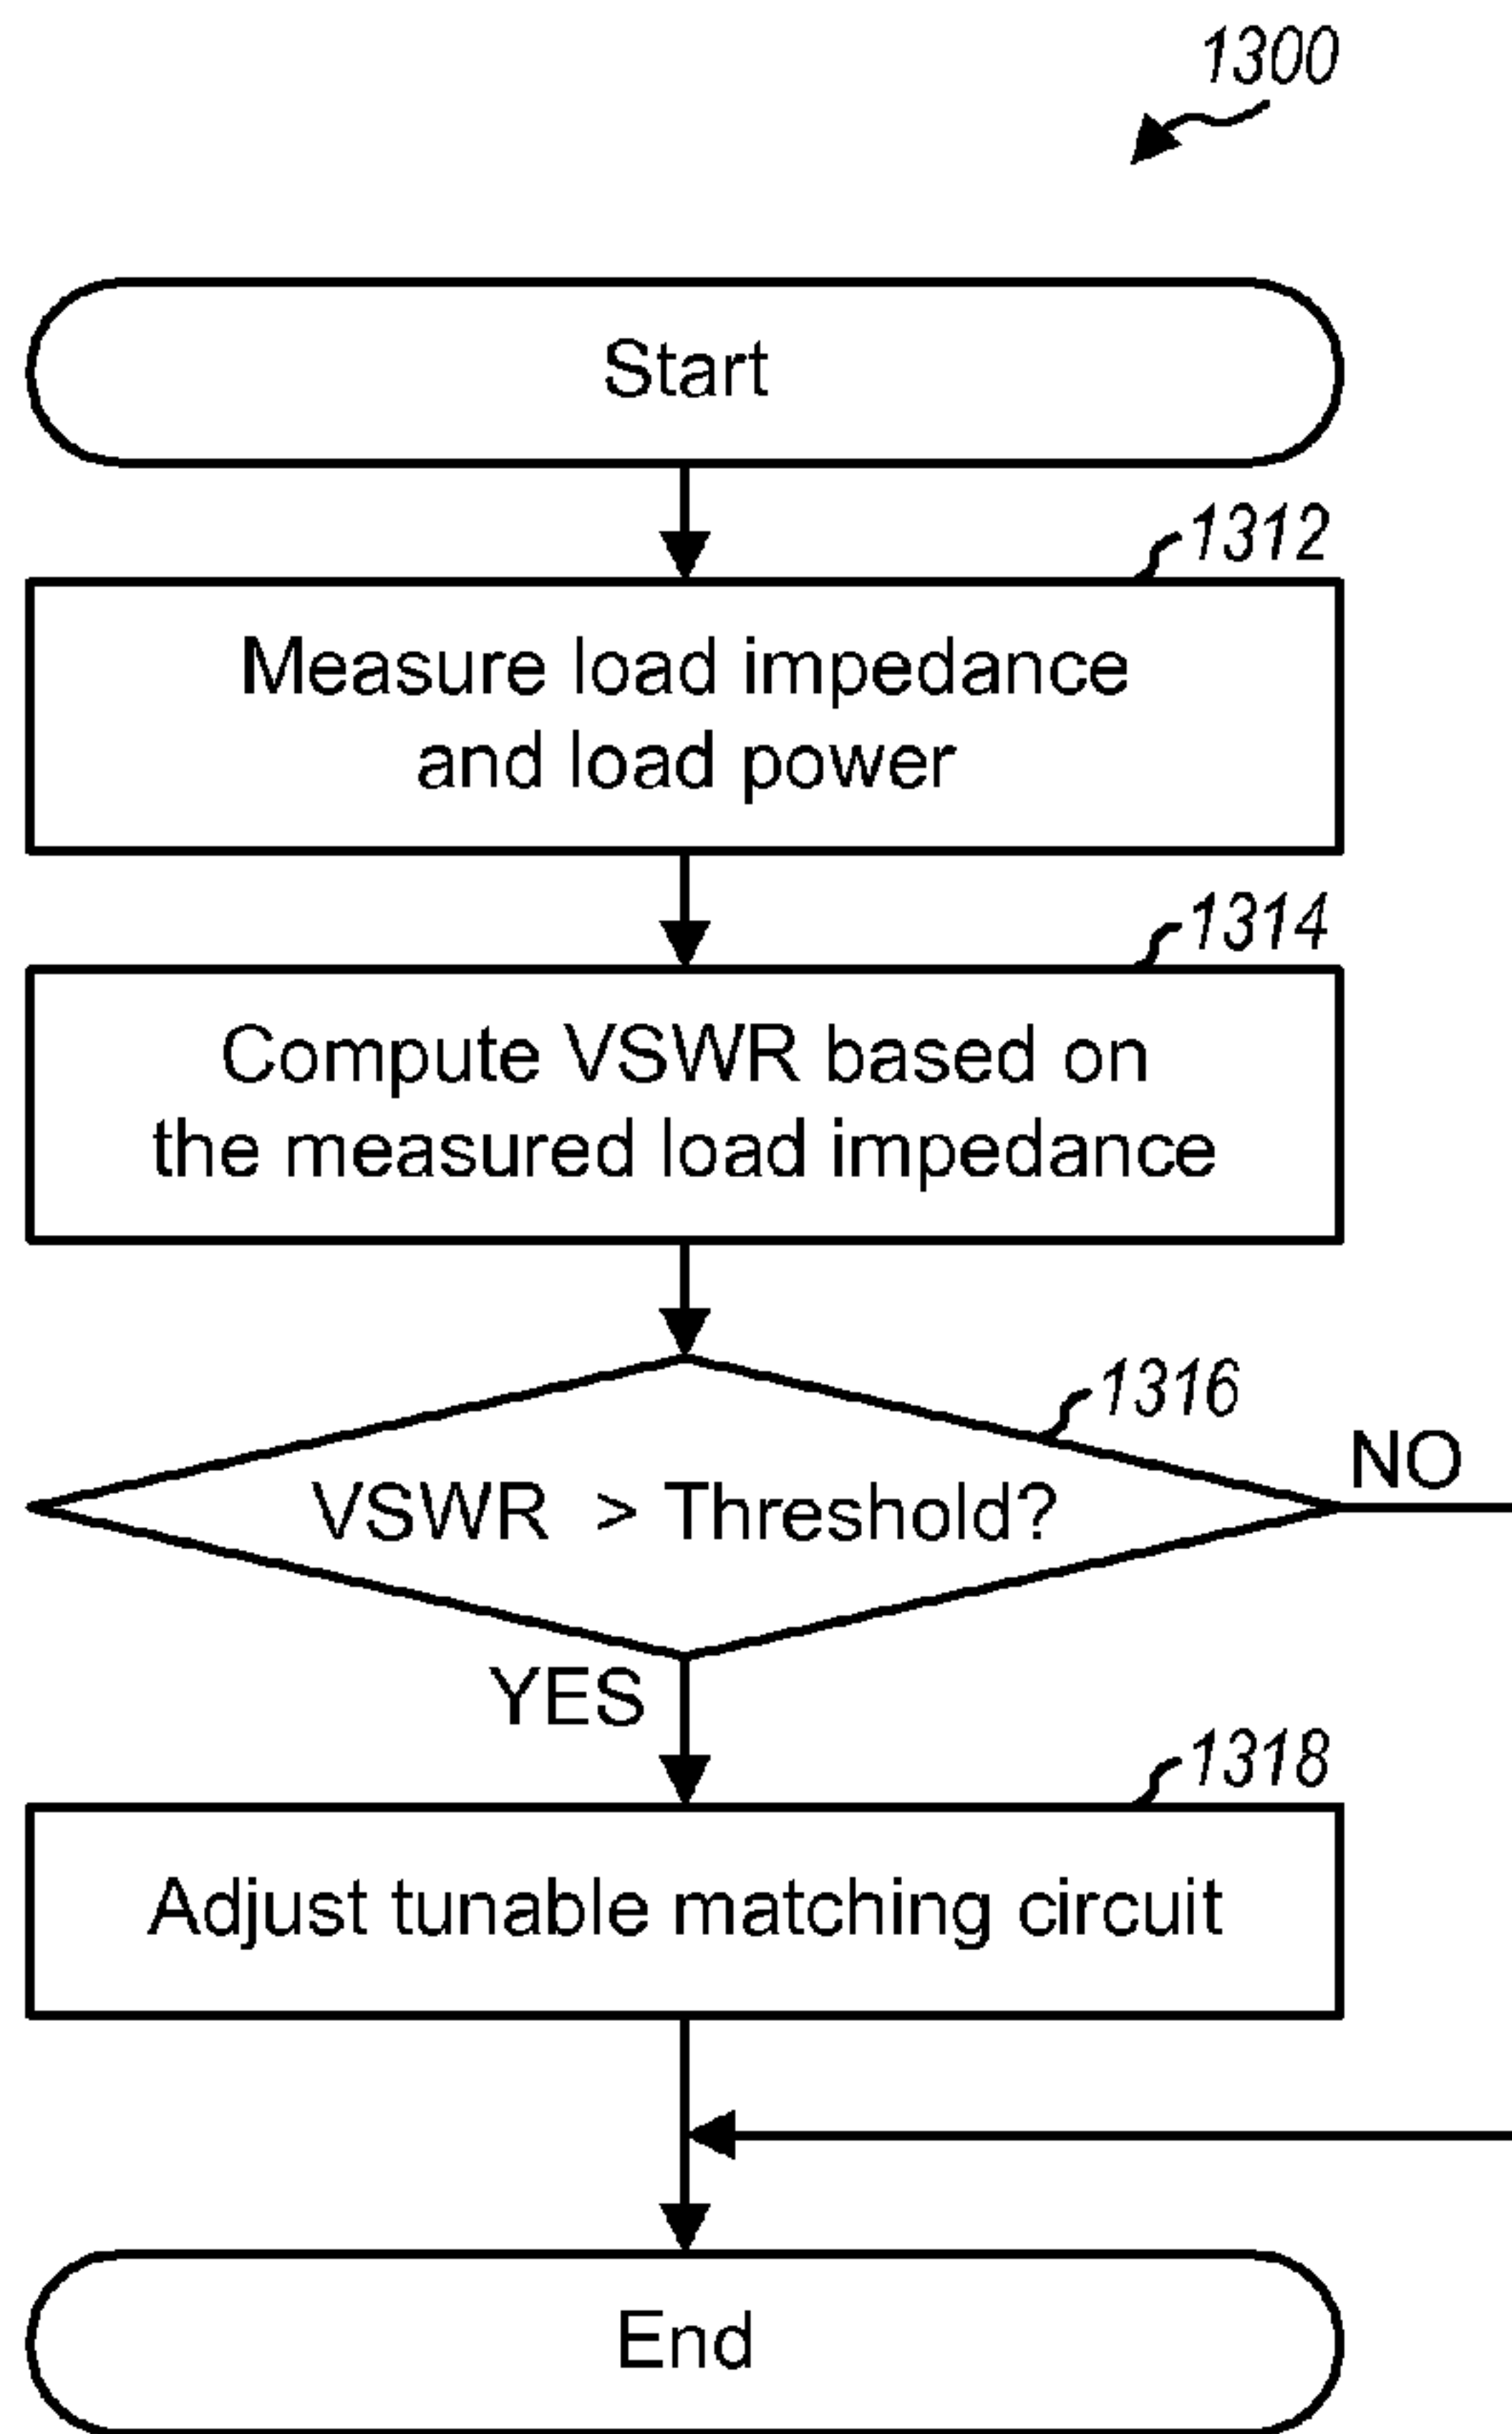 1300
Start
1312
Measure load impedance
and load power
1314
Compute VSWR based on
the measured load impedance
1316
VSWR > Threshold?
NO
YES
1318
Adjust tunable matching circuit
End